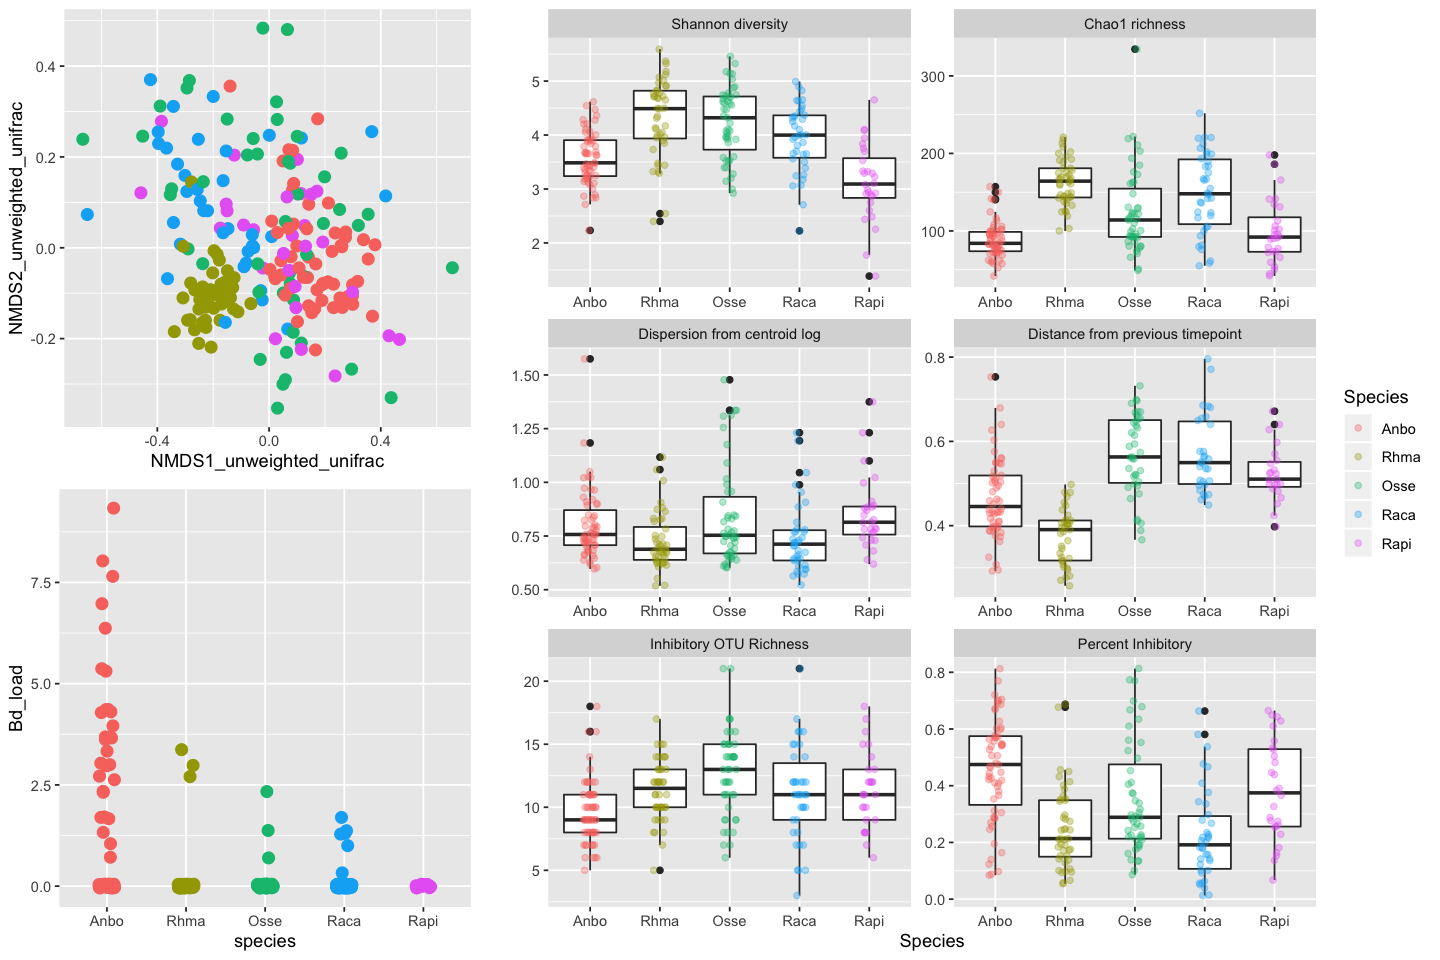 NMDS2_unweighted_unifrac
0.4
0.2
0.0
-0.2
-0.4
0.0
0.4
NMDS1_unweighted_unifrac
Bd_load
7.5
5.0
2.5
0.0
Anbo
Rhma
Osse
Raca
Rapi
species
Shannon diversity
5
4
3
2
Anbo
Rhma
Osse
Raca
Rapi
Chao1 richness
300
200
100
Anbo
Rhma
Osse
Raca
Rapi
Dispersion from centroid log
1.50
1.25
1.00
0.75
0.50
Anbo
Rhma
Osse
Raca
Rapi
Distance from previous timepoint
0.8
0.6
0.4
Anbo
Rhma
Osse
Raca
Rapi
Inhibitory OTU Richness
20
15
10
5
Anbo
Rhma
Osse
Raca
Rapi
Percent Inhibitory
0.8
0.6
0.4
0.2
0.0
Anbo
Rhma
Osse
Raca
Rapi
Species
Species
Anbo
Rhma
Osse
Raca
Rapi